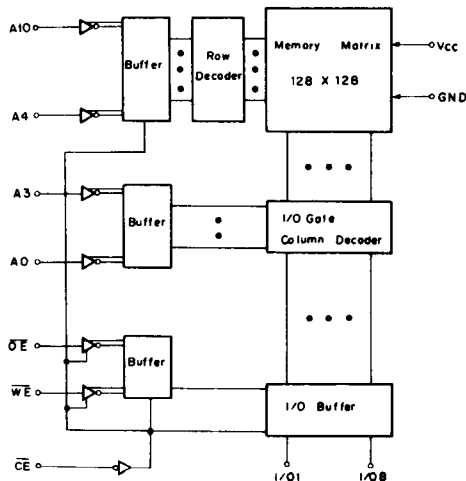 A10
Buffer
Row
Decoder
Memory Matrix
128 X 128
Vcc
GND
A4
A3
Buffer
I/O Gate
Column Decoder
A0
OE
Buffer
WE
I/O Buffer
CE
I/O1
I/O8